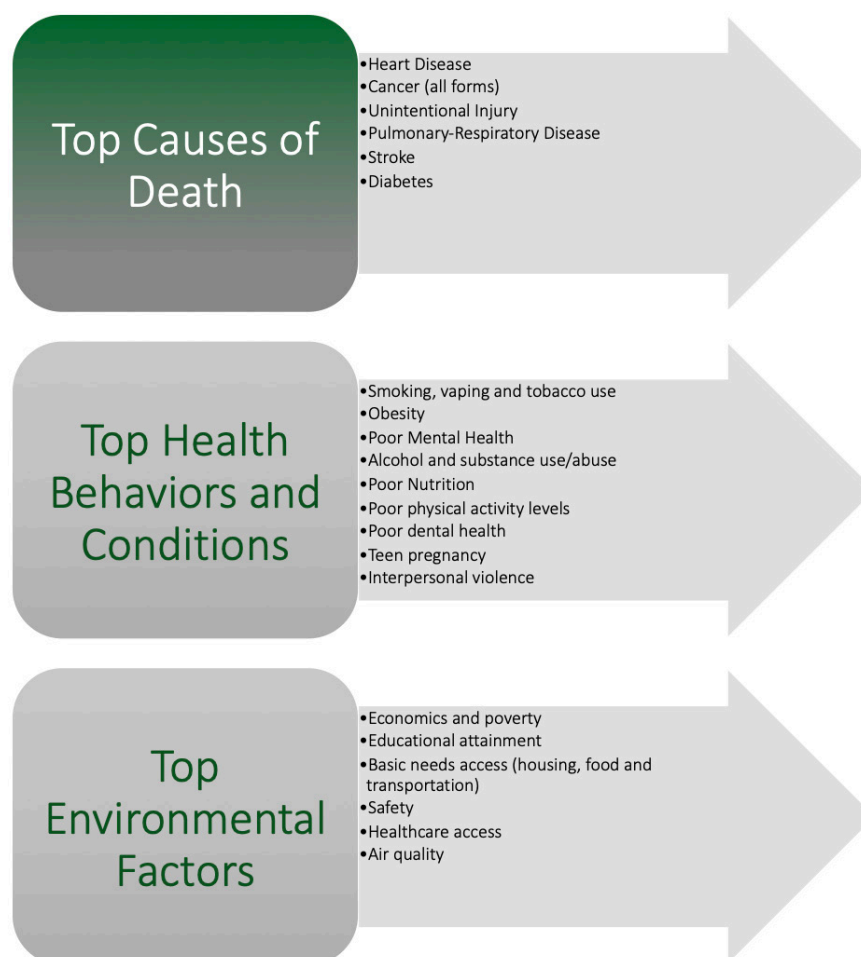 Top Causes of
Death
•Heart Disease
•Cancer (all forms)
•Unintentional Injury
•Pulmonary-Respiratory Disease
•Stroke
•Diabetes
Top Health
Behaviors and
Conditions
•Smoking, vaping and tobacco use
•Obesity
•Poor Mental Health
•Alcohol and substance use/abuse
•Poor Nutrition
•Poor physical activity levels
•Poor dental health
•Teen pregnancy
•Interpersonal violence
Top
Environmental
Factors
•Economics and poverty
•Educational attainment
•Basic needs access (housing, food and
transportation)
•Safety
•Healthcare access
•Air quality